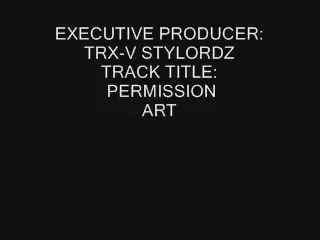 EXECUTIVE PRODUCER:
TRX-V STYLORDZ
TRACK TITLE:
PERMISSION
ART